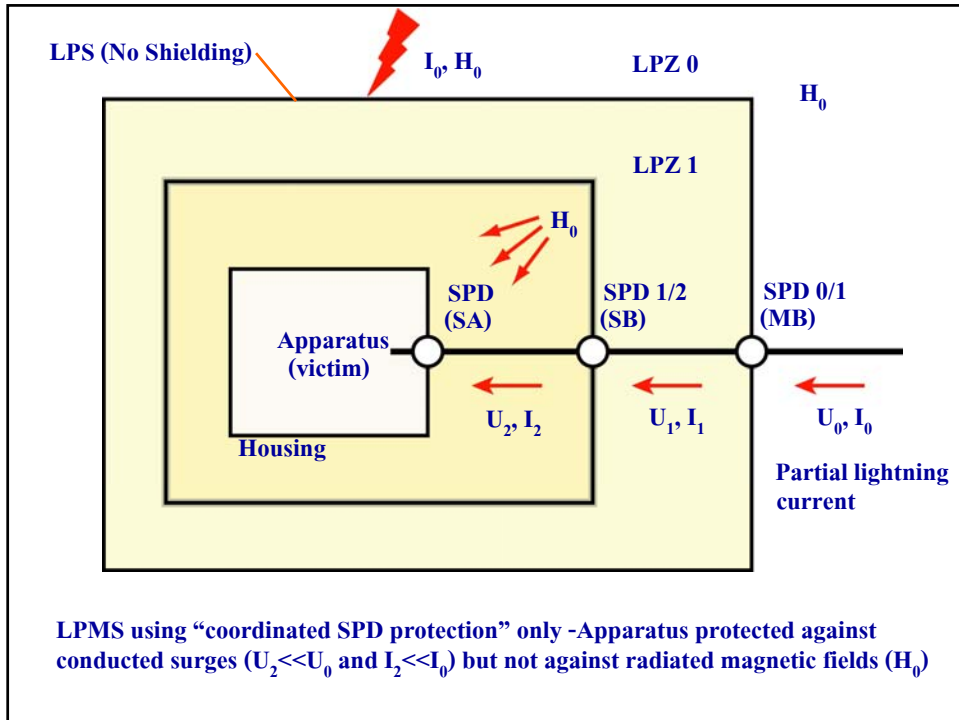 LPS (No Shielding)
I₀, H₀
LPZ 0
H₀
LPZ 1
H₀
SPD
(SA)
SPD 1/2
(SB)
SPD 0/1
(MB)
Apparatus
(victim)
U₂, I₂
U₁, I₁
U₀, I₀
Housing
Partial lightning
current
LPMS using “coordinated SPD protection” only -Apparatus protected against
conducted surges (U₂<<U₀ and I₂<<I₀) but not against radiated magnetic fields (H₀)